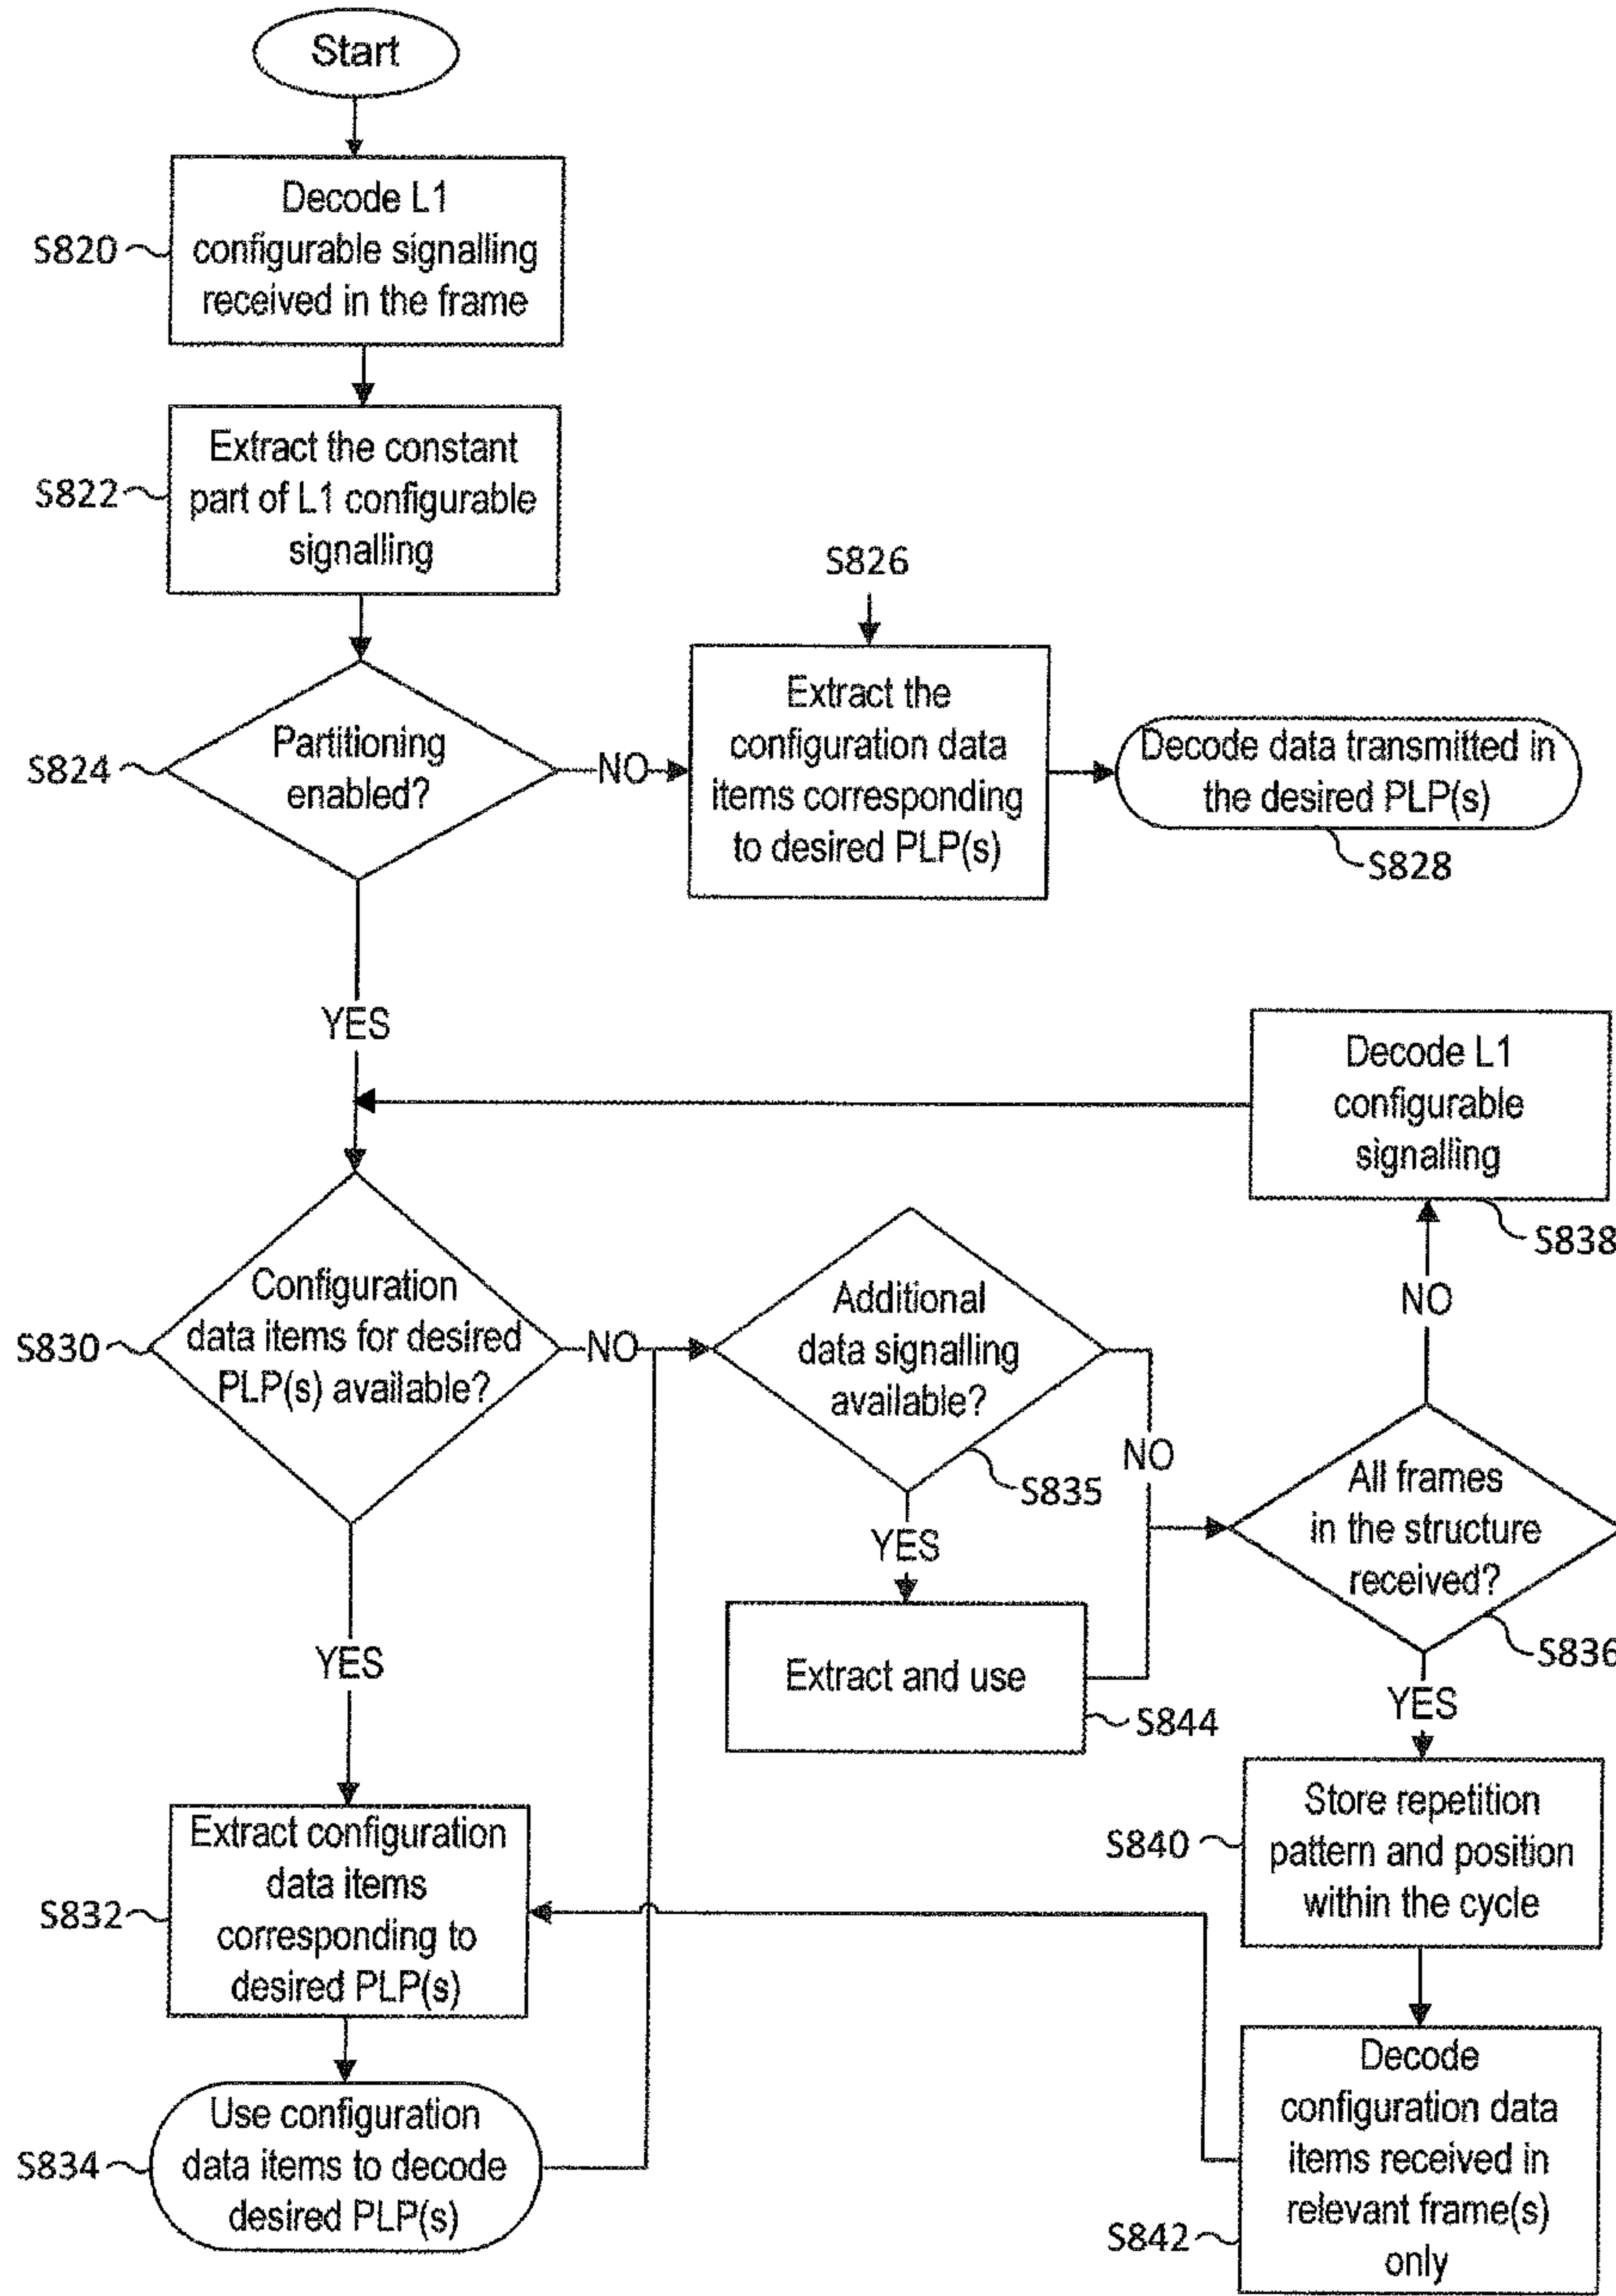 Start
Decode L1
configurable signalling
received in the frame
S820
Extract the constant
part of L1 configurable
signalling
S822
S826
Partitioning
enabled?
S824
NO
Extract the
configuration data
items corresponding
to desired PLP(s)
Decode data transmitted in
the desired PLP(s)
S828
YES
Decode L1
configurable
signalling
S838
NO
Configuration
data items for desired
PLP(s) available?
S830
NO
Additional
data signalling
available?
S835
NO
YES
All frames
in the structure
received?
S836
YES
Extract and use
S844
YES
Store repetition
pattern and position
within the cycle
S840
Extract configuration
data items
corresponding to
desired PLP(s)
S832
Decode
configuration data
items received in
relevant frame(s)
only
S842
Use configuration
data items to decode
desired PLP(s)
S834